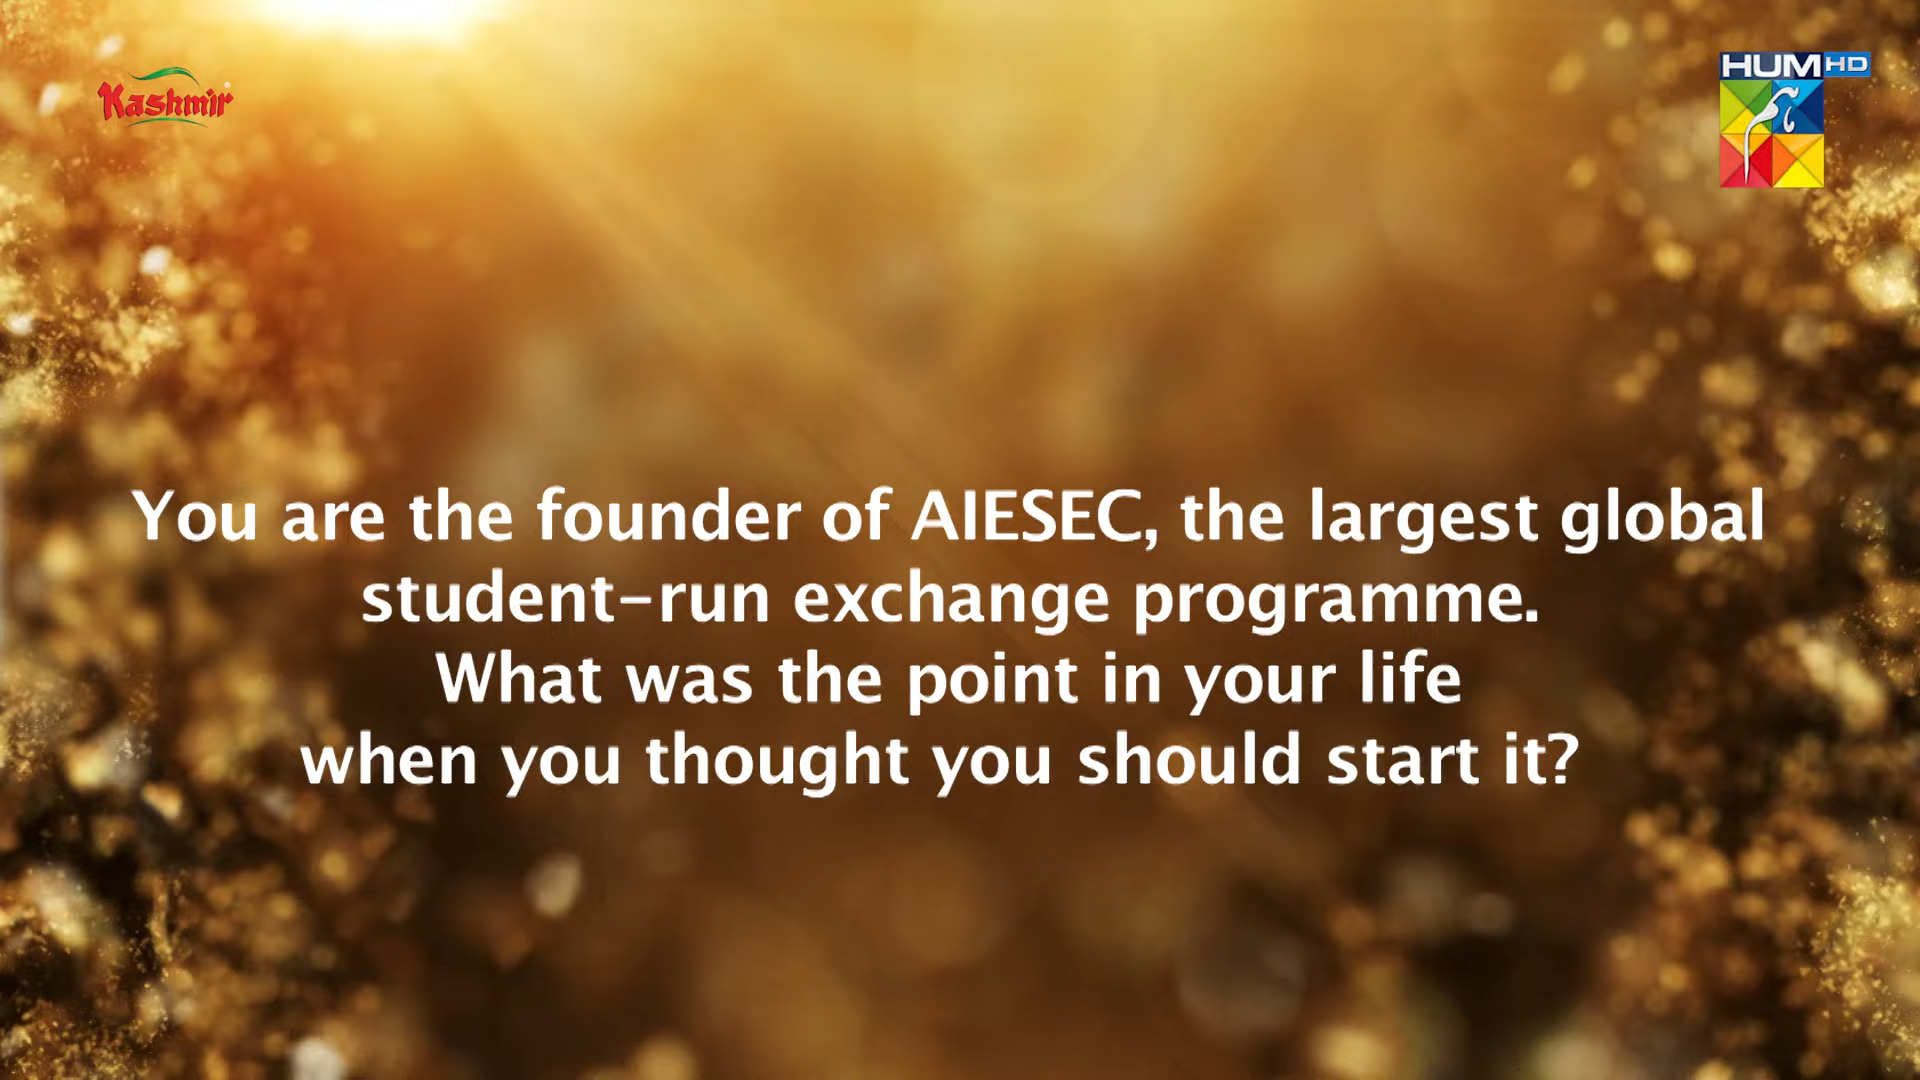 Kashmir
HUM HD
ہم
You are the founder of AIESEC, the largest global
student-run exchange programme.
What was the point in your life
when you thought you should start it?